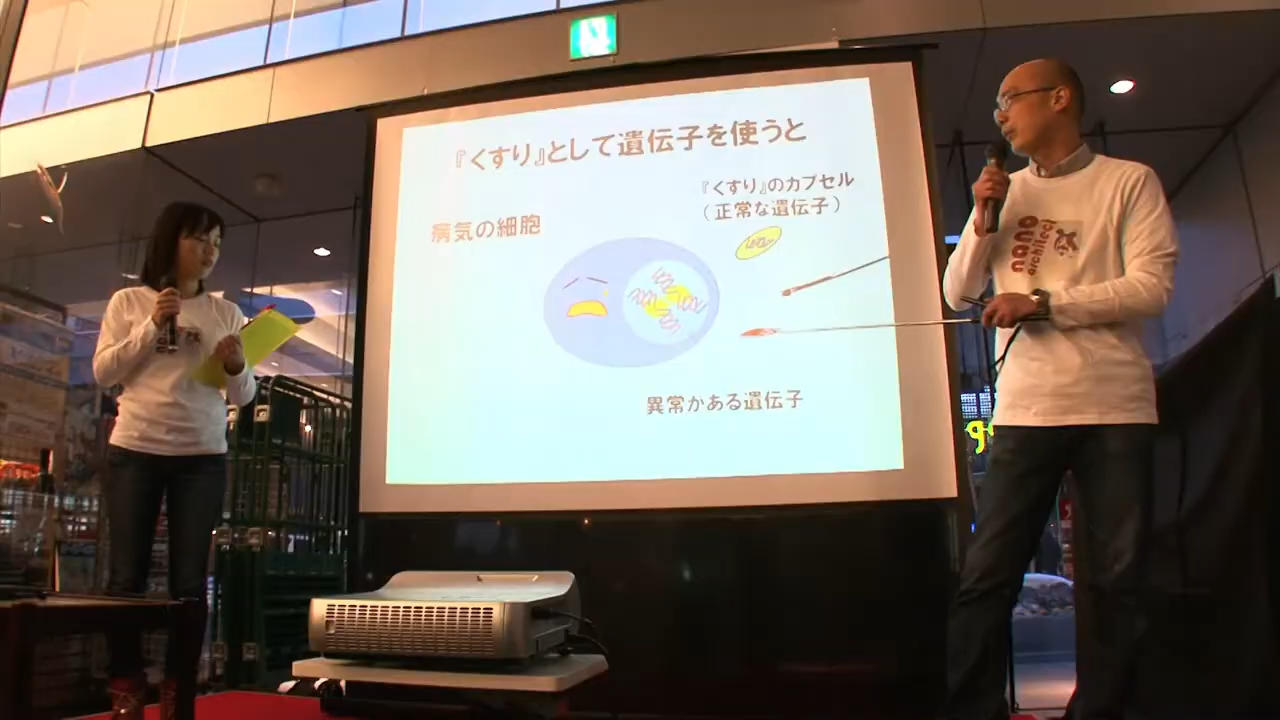 『くすり』として遺伝子を使うと
『くすり』のカプセル
（正常な遺伝子）
病気の細胞
異常がある遺伝子
nano
architect